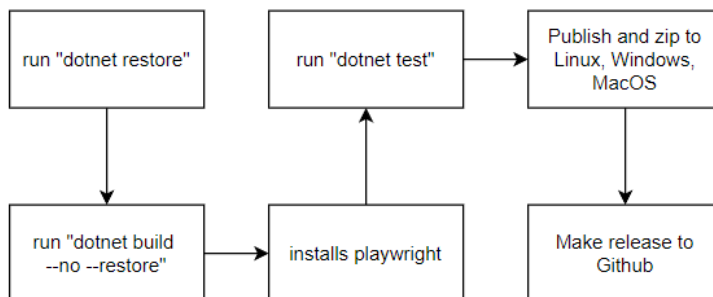 run "dotnet restore"
run "dotnet build
--no --restore"
installs playwright
run "dotnet test"
Publish and zip to
Linux, Windows,
MacOS
Make release to
Github